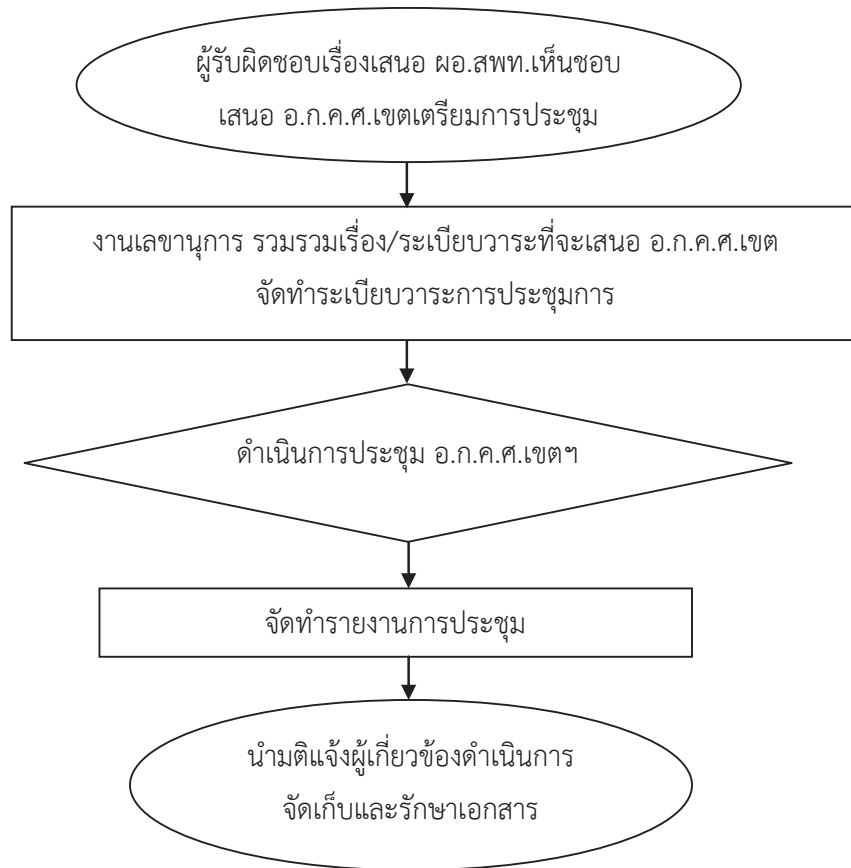 ผู้รับผิดชอบเรื่องเสนอ ผอ.สพท.เห็นชอบ
เสนอ อ.ก.ค.ศ.เขตเตรียมการประชุม
งานเลขานุการ รวมรวมเรื่อง/ระเบียบวาระที่จะเสนอ อ.ก.ค.ศ.เขต
จัดทำระเบียบวาระการประชุมการ
ดำเนินการประชุม อ.ก.ค.ศ.เขตฯ
จัดทำรายงานการประชุม
นำมติแจ้งผู้เกี่ยวข้องดำเนินการ
จัดเก็บและรักษาเอกสาร